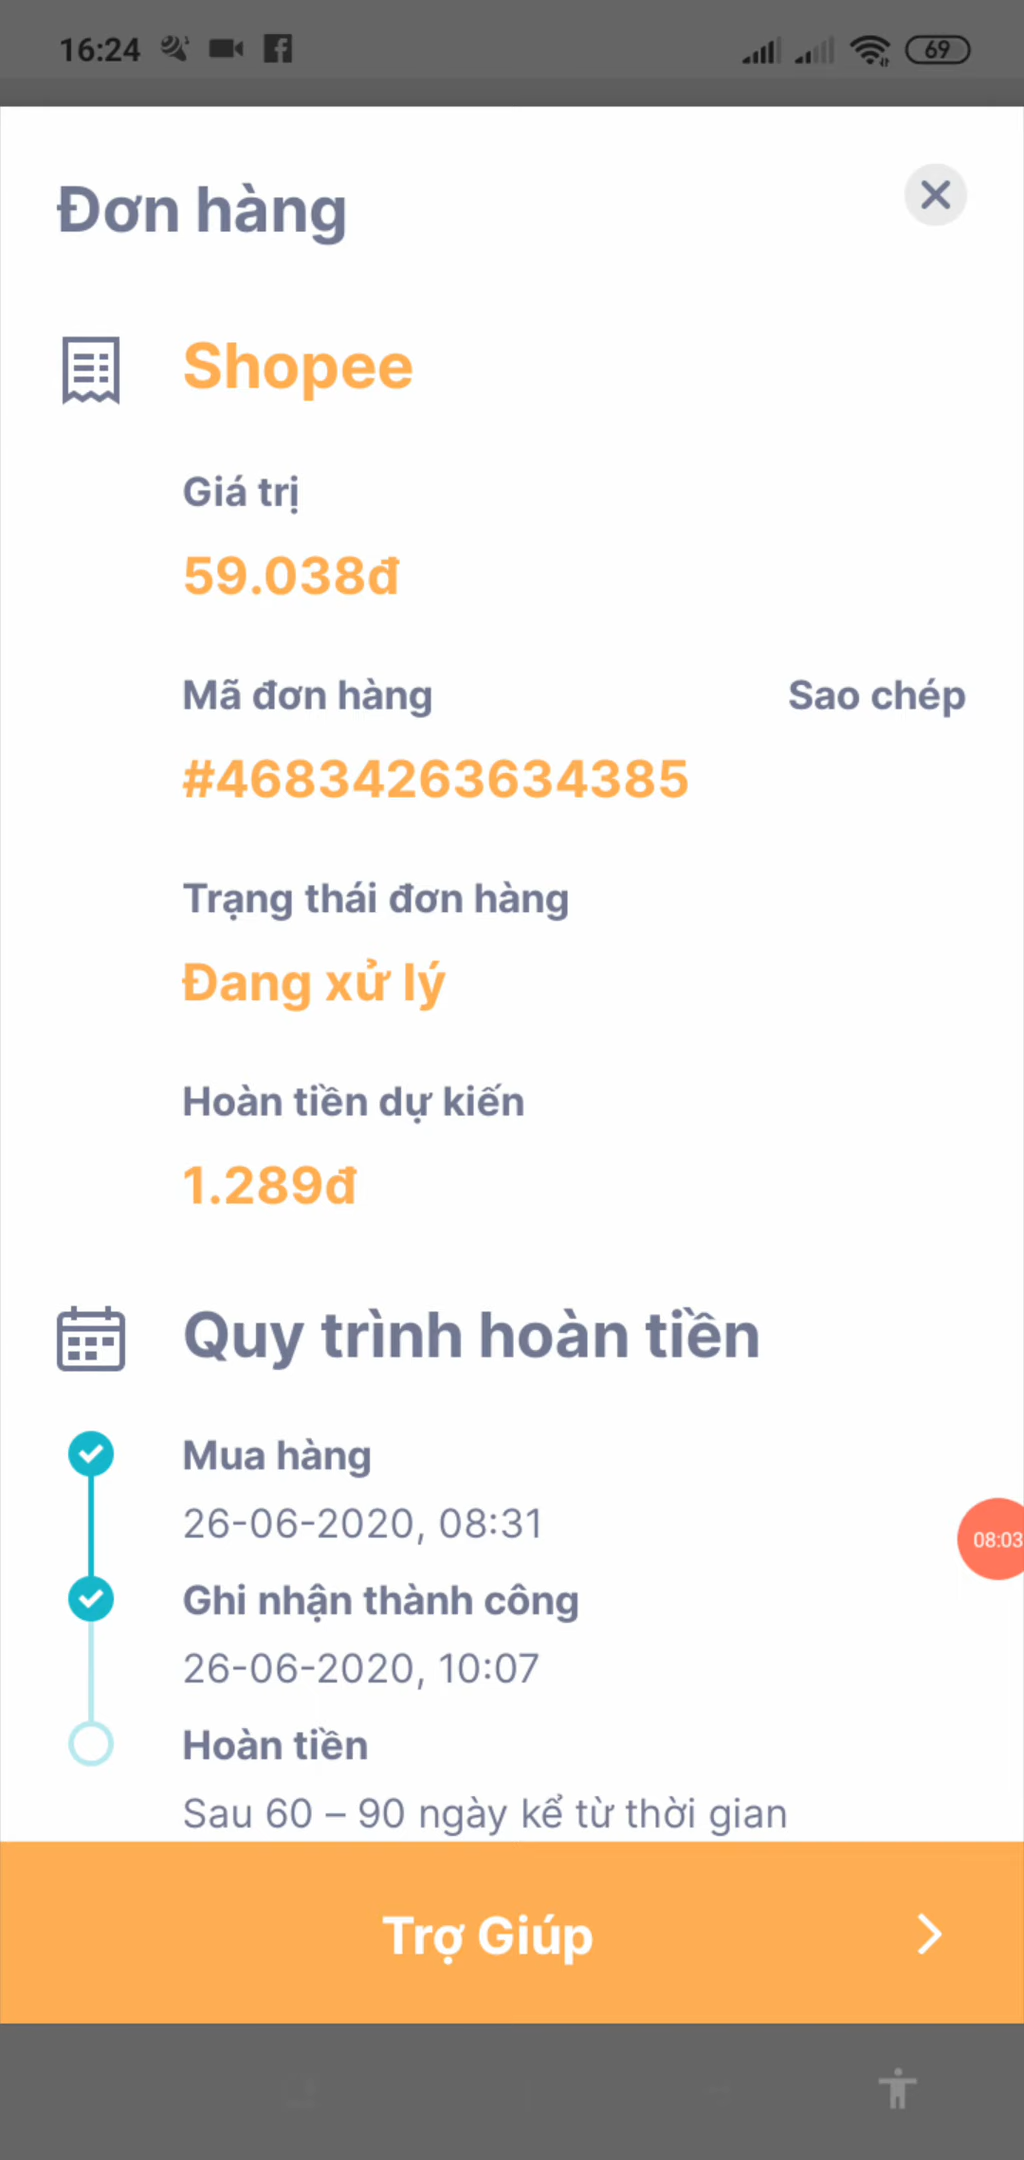 16:24
69
Đơn hàng
Shopee
Giá trị
59.038đ
Mã đơn hàng
Sao chép
#46834263634385
Trạng thái đơn hàng
Đang xử lý
Hoàn tiền dự kiến
1.289đ
Quy trình hoàn tiền
Mua hàng
26-06-2020, 08:31
08:03
Ghi nhận thành công
26-06-2020, 10:07
Hoàn tiền
Sau 60 – 90 ngày kể từ thời gian
Trợ Giúp